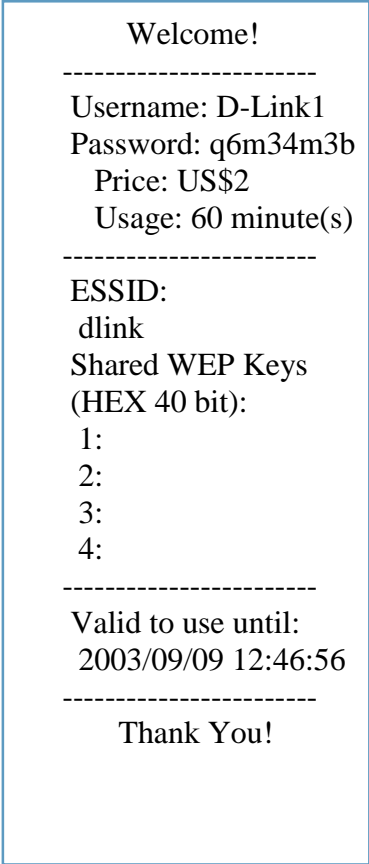 Welcome!
------------------------
Username: D-Link1
Password: q6m34m3b
Price: US$2
Usage: 60 minute(s)
------------------------
ESSID:
dlink
Shared WEP Keys
(HEX 40 bit):
1:
2:
3:
4:
------------------------
Valid to use until:
2003/09/09 12:46:56
------------------------
Thank You!